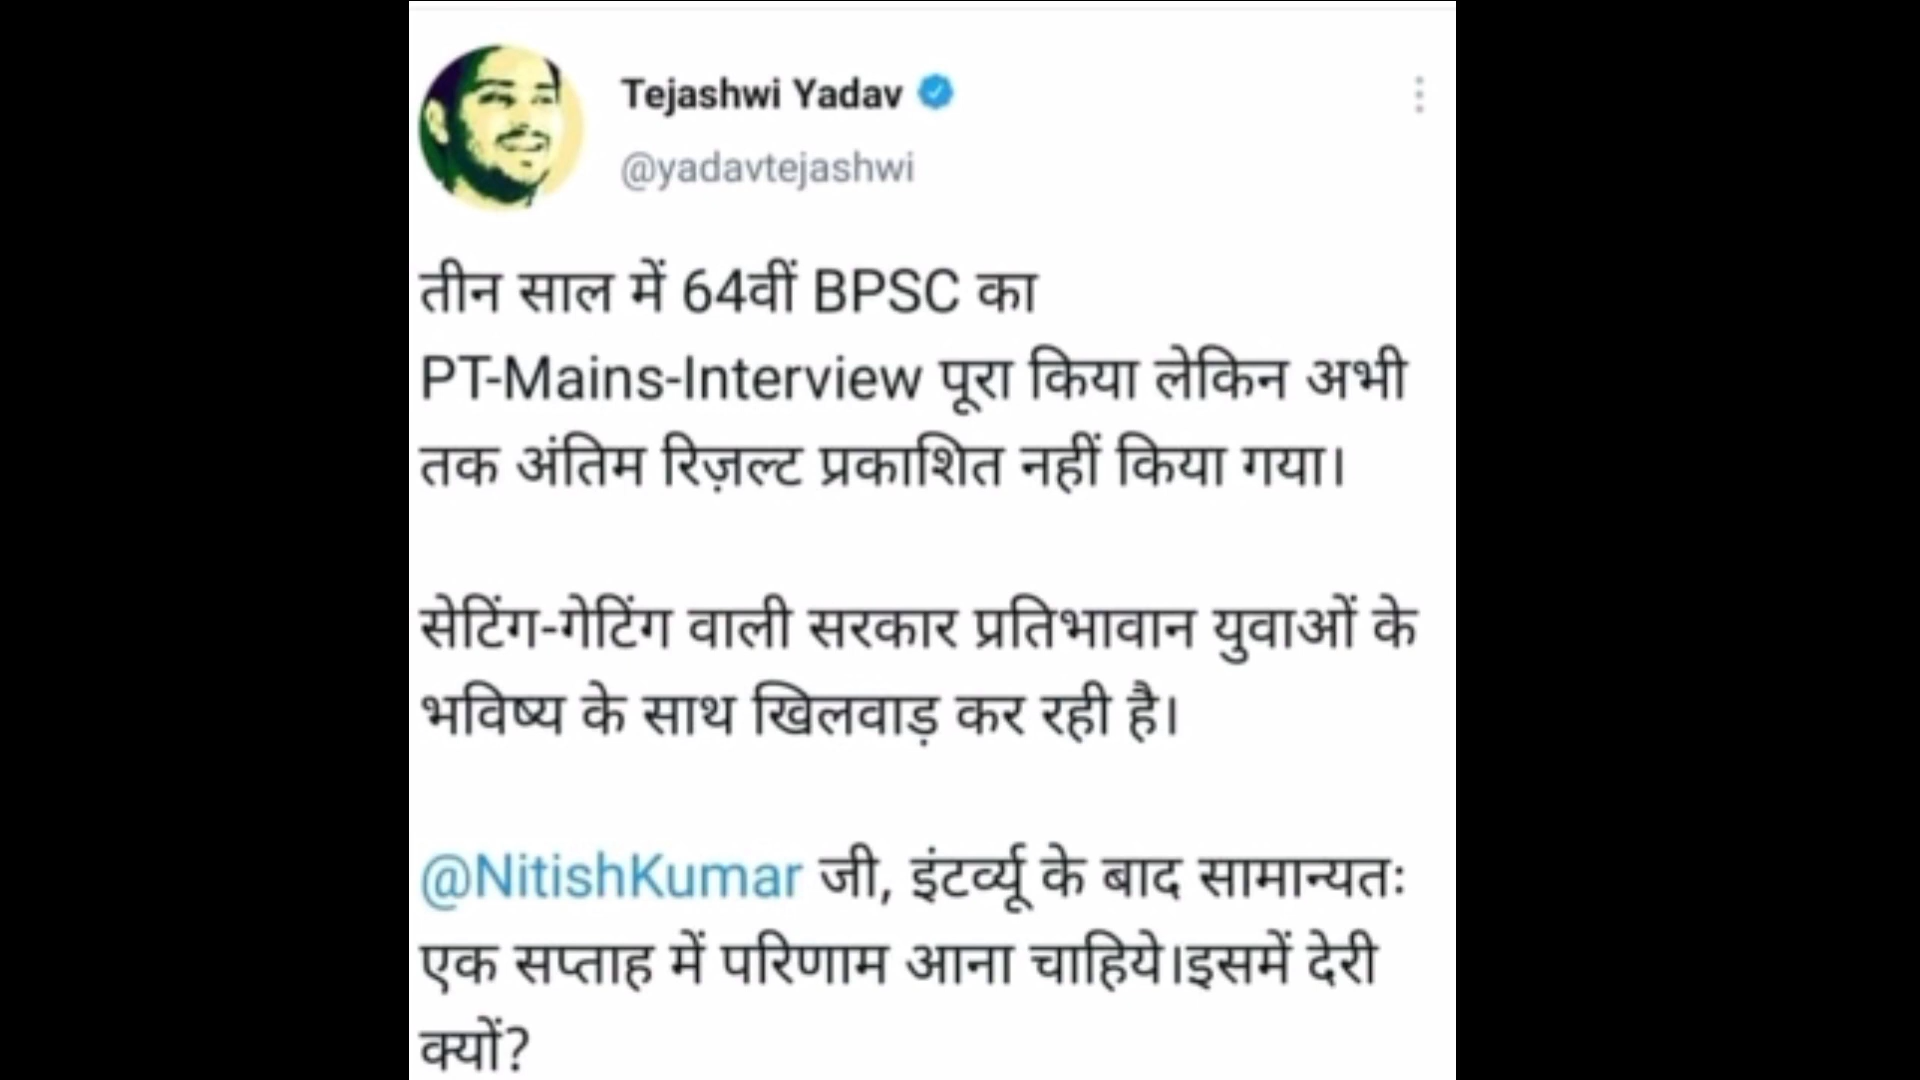 Tejashwi Yadav
@yadavtejashwi
तीन साल में 64वीं BPSC का
PT-Mains-Interview पूरा किया लेकिन अभी
तक अंतिम रिज़ल्ट प्रकाशित नहीं किया गया।
सेटिंग-गेटिंग वाली सरकार प्रतिभावान युवाओं के
भविष्य के साथ खिलवाड़ कर रही है।
@NitishKumar जी, इंटर्व्यू के बाद सामान्यतः
एक सप्ताह में परिणाम आना चाहिये।इसमें देरी
क्यों?